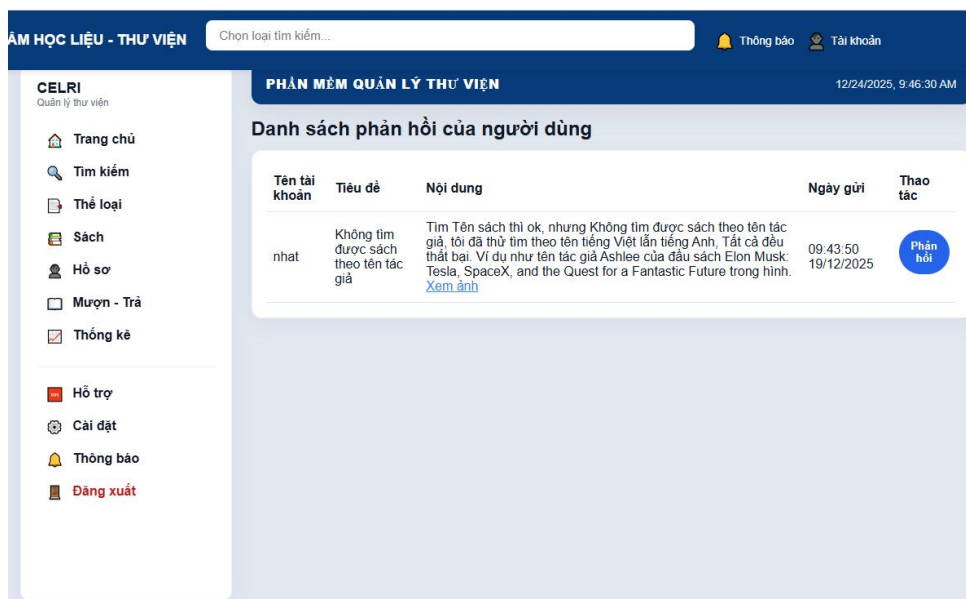 ÂM HỌC LIỆU - THƯ VIỆN
Chọn loại tìm kiếm...
Thông báo
Tài khoản
CELRI
Quản lý thư viện
Trang chủ
Tìm kiếm
Thể loại
Sách
Hồ sơ
Mượn - Trả
Thống kê
Hỗ trợ
Cài đặt
Thông báo
Đăng xuất
PHẦN MỀM QUẢN LÝ THƯ VIỆN
12/24/2025, 9:46:30 AM
Danh sách phản hồi của người dùng
Tên tài
khoản
Tiêu đề
Nội dung
Ngày gửi
Thao
tác
nhat
Không tìm
được sách
theo tên tác
giả
Tìm Tên sách thì ok, nhưng Không tìm được sách theo tên tác
giả, tôi đã thử tìm theo tên tiếng Việt lẫn tiếng Anh, Tất cả đều
thất bại. Ví dụ như tên tác giả Ashlee của đầu sách Elon Musk:
Tesla, SpaceX, and the Quest for a Fantastic Future trong hình.
Xem ảnh
09:43:50
19/12/2025
Phản
hồi